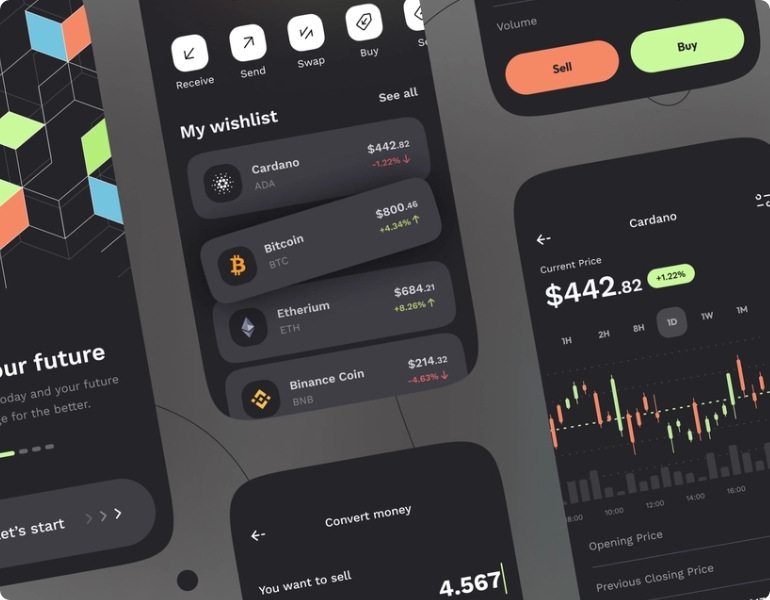 our future
today and your future
for the better.
Let's start
Receive
Send
Swap
Buy
My wishlist
See all
Cardano
ADA
$442.82
-1.22%
Bitcoin
BTC
$800.46
+4.34%
Etherium
ETH
$684.21
+8.26%
Binance Coin
BNB
$214.32
-4.63%
Convert money
You want to sell
4.567
Volume
Sell
Buy
Cardano
Current Price
$442.82
+1.22%
1H 2H 8H 1D 1W 1M
8:00 10:00 12:00 14:00 16:00
Opening Price
Previous Closing Price